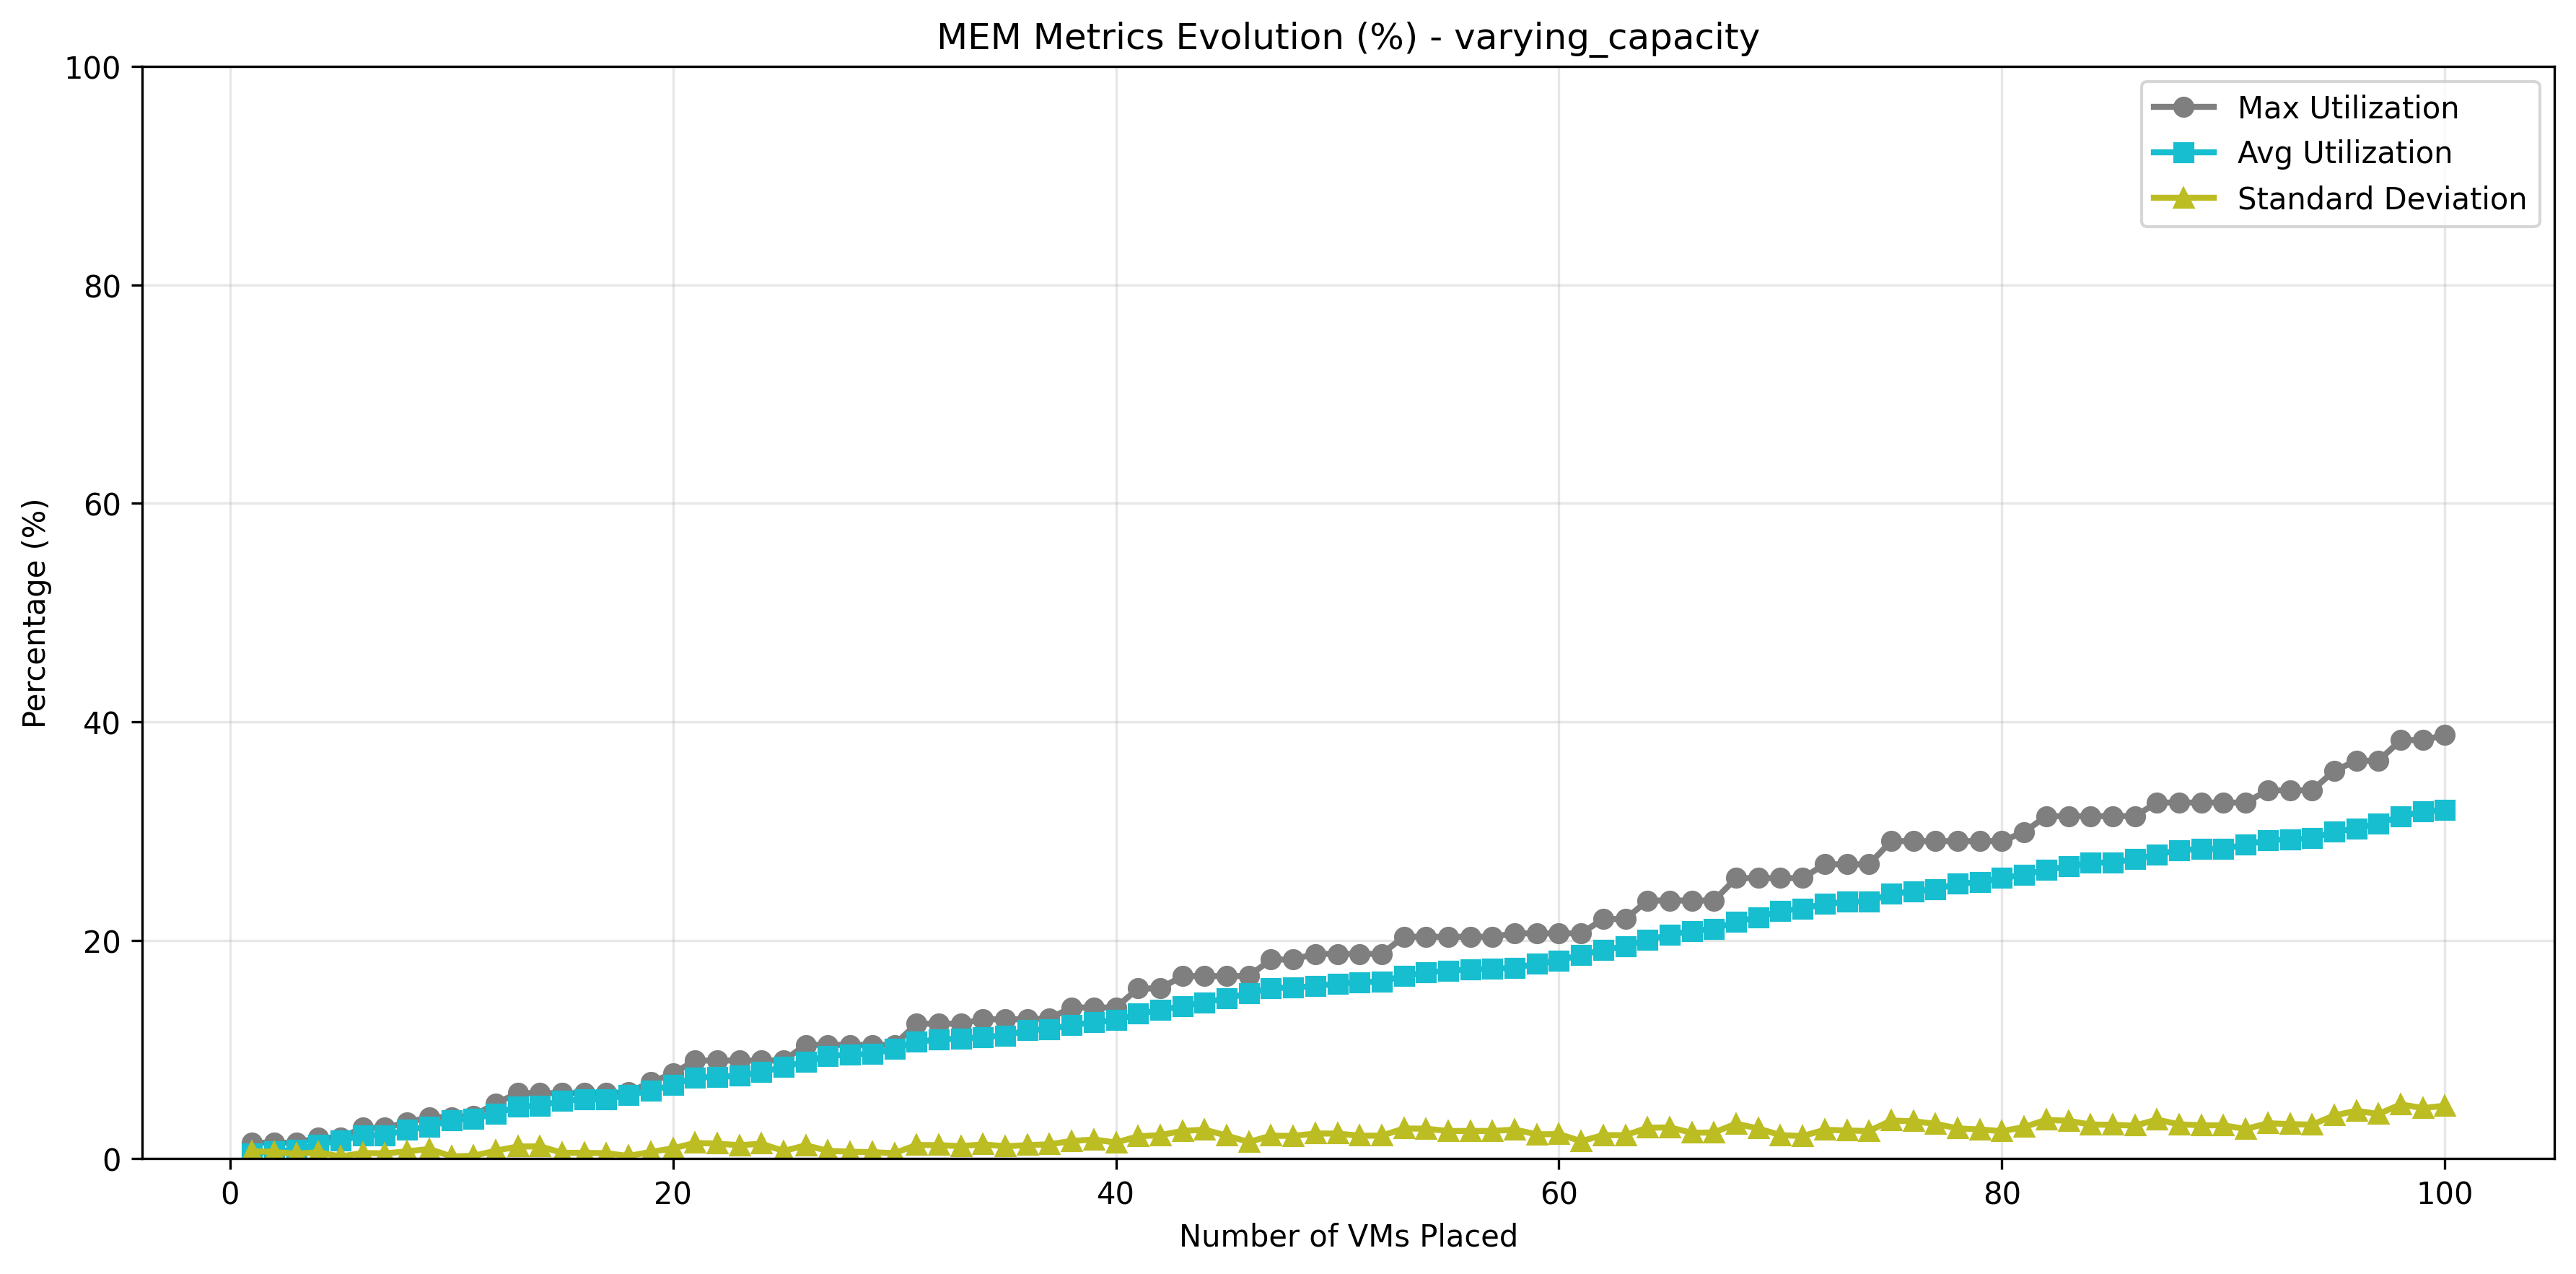 MEM Metrics Evolution (%) - varying_capacity
100
80
60
40
20
0
Percentage (%)
Max Utilization
Avg Utilization
Standard Deviation
0 20 40 60 80 100
Number of VMs Placed